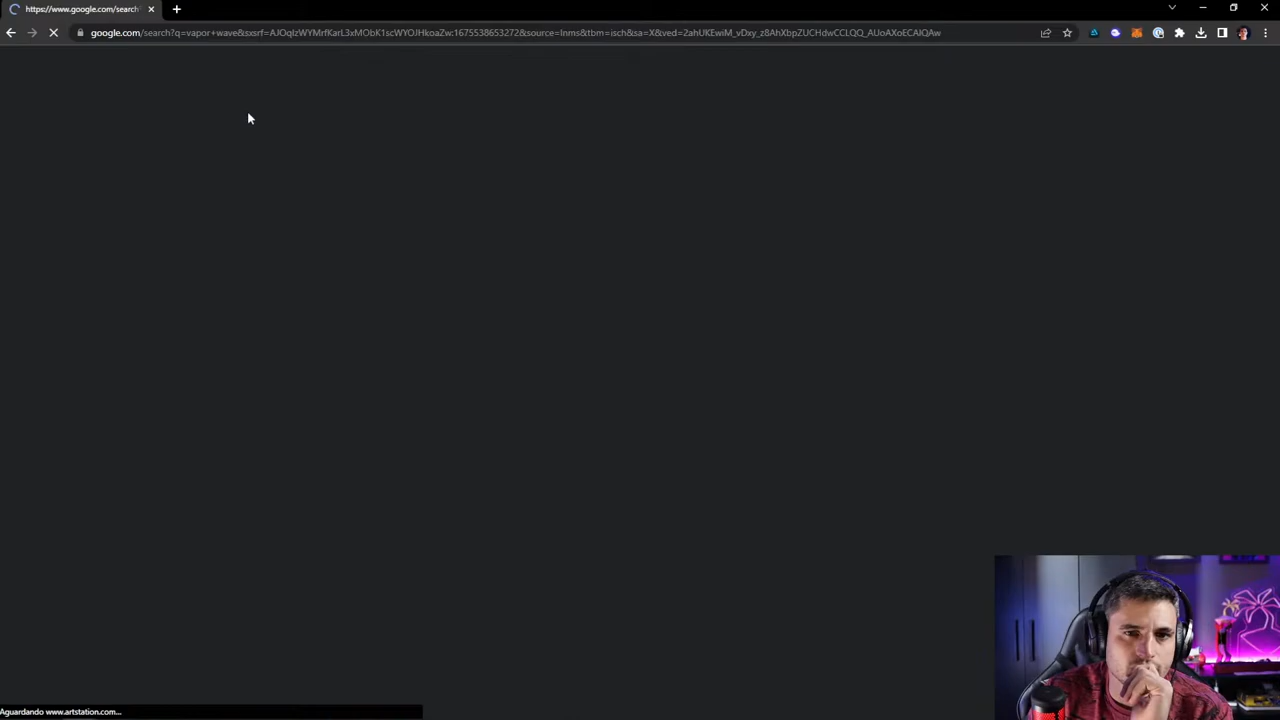 https://www.google.com/search?
google.com/search?q=vapor+wave&sxsrf=AJOqlzWYMrfKarL3xMObK1scWYOJHkoaZw:1675538653272&source=lnms&tbm=isch&sa=X&ved=2ahUKEwiM_vDxy_z8AhXbpZUCHdwCCLQQ_AUoAXoECAIQAw
Aguardando www.artstation.com...